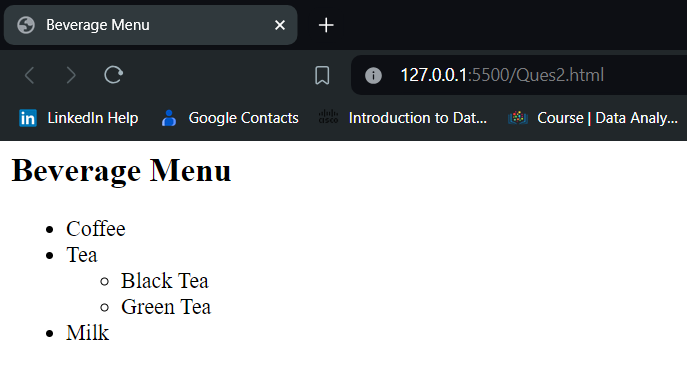 Beverage Menu
127.0.0.1:5500/Ques2.html
LinkedIn Help Google Contacts Introduction to Dat... Course | Data Analy...
Beverage Menu
Coffee
Tea
Black Tea
Green Tea
Milk